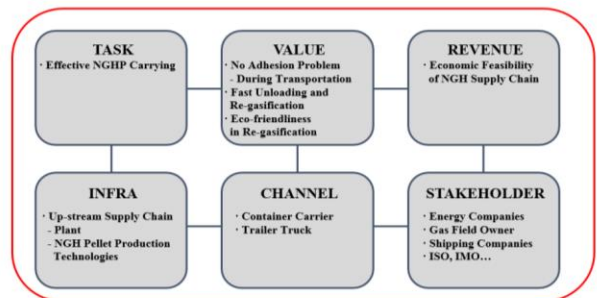 TASK
· Effective NGHP Carrying
VALUE
· No Adhesion Problem
- During Transportation
· Fast Unloading and
Re-gasification
· Eco-friendliness
in Re-gasification
REVENUE
· Economic Feasibility
of NGH Supply Chain
INFRA
· Up-stream Supply Chain
- Plant
- NGH Pellet Production
Technologies
CHANNEL
· Container Carrier
· Trailer Truck
STAKEHOLDER
· Energy Companies
· Gas Field Owner
· Shipping Companies
· ISO, IMO…